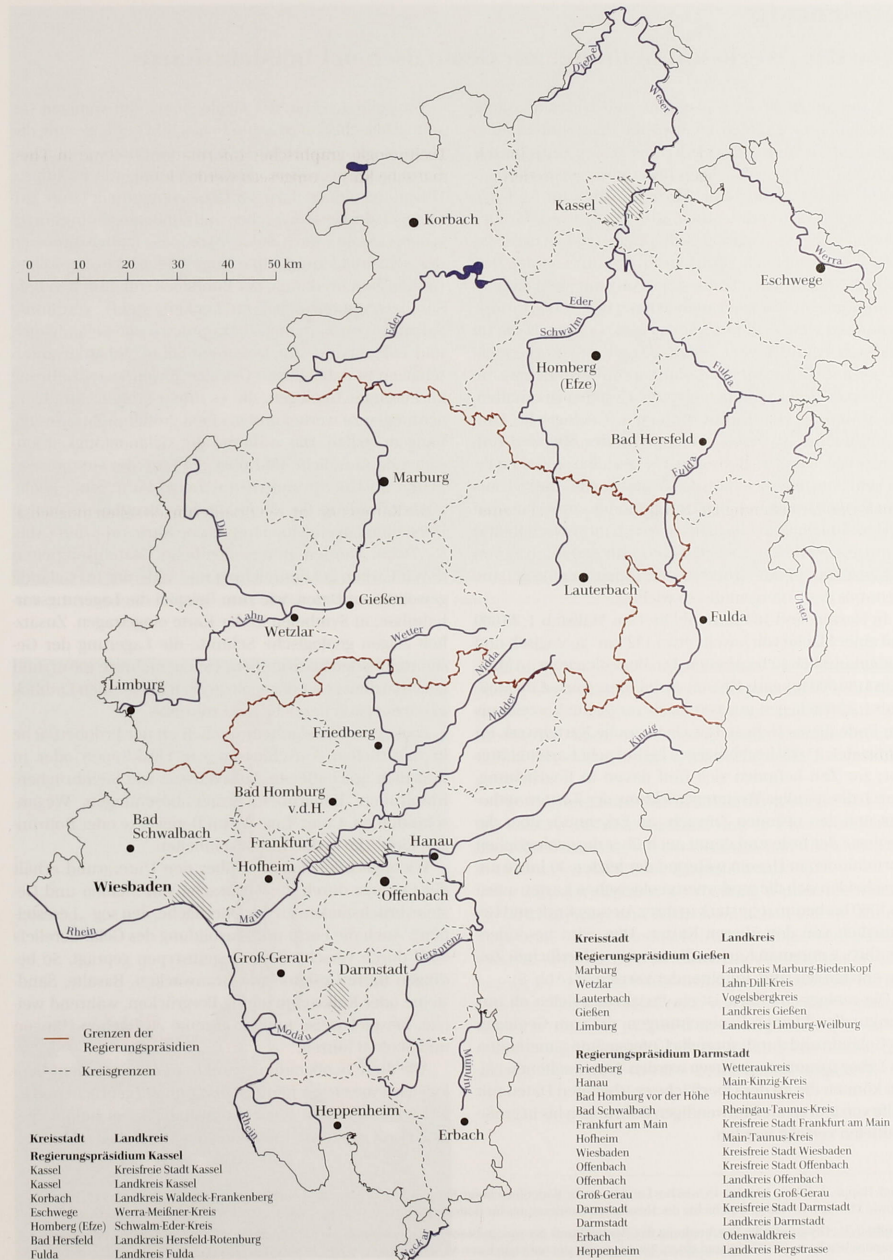 Diemel
Weser
Kassel
Korbach
0 10 20 30 40 50 km
Werra
Eschwege
Eder
Eder
Schwalm
Homberg
(Efze)
Fulda
Bad Hersfeld
Fulda
Marburg
Dill
Lauterbach
Gießen
Lahn
Wetzlar
Fulda
Ulster
Wetter
Nidda
Limburg
Nidder
Friedberg
Kinzig
Bad Homburg
v.d.H.
Bad
Schwalbach
Frankfurt
Hanau
Hofheim
Wiesbaden
Offenbach
Main
Rhein
Gersprenz
Groß-Gerau
Darmstadt
Modau
Mümling
Rhein
Heppenheim
Erbach
Neckar
Grenzen der
Regierungspräsidien
Kreisgrenzen
Kreisstadt Landkreis
Regierungspräsidium Kassel
Kassel Kreisfreie Stadt Kassel
Kassel Landkreis Kassel
Korbach Landkreis Waldeck-Frankenberg
Eschwege Werra-Meißner-Kreis
Homberg (Efze) Schwalm-Eder-Kreis
Bad Hersfeld Landkreis Hersfeld-Rotenburg
Fulda Landkreis Fulda
Kreisstadt Landkreis
Regierungspräsidium Gießen
Marburg Landkreis Marburg-Biedenkopf
Wetzlar Lahn-Dill-Kreis
Lauterbach Vogelsbergkreis
Gießen Landkreis Gießen
Limburg Landkreis Limburg-Weilburg
Regierungspräsidium Darmstadt
Friedberg Wetteraukreis
Hanau Main-Kinzig-Kreis
Bad Homburg vor der Höhe Hochtaunuskreis
Bad Schwalbach Rheingau-Taunus-Kreis
Frankfurt am Main Kreisfreie Stadt Frankfurt am Main
Hofheim Main-Taunus-Kreis
Wiesbaden Kreisfreie Stadt Wiesbaden
Offenbach Kreisfreie Stadt Offenbach
Offenbach Landkreis Offenbach
Groß-Gerau Landkreis Groß-Gerau
Darmstadt Kreisfreie Stadt Darmstadt
Darmstadt Landkreis Darmstadt
Erbach Odenwaldkreis
Heppenheim Landkreis Bergstrasse